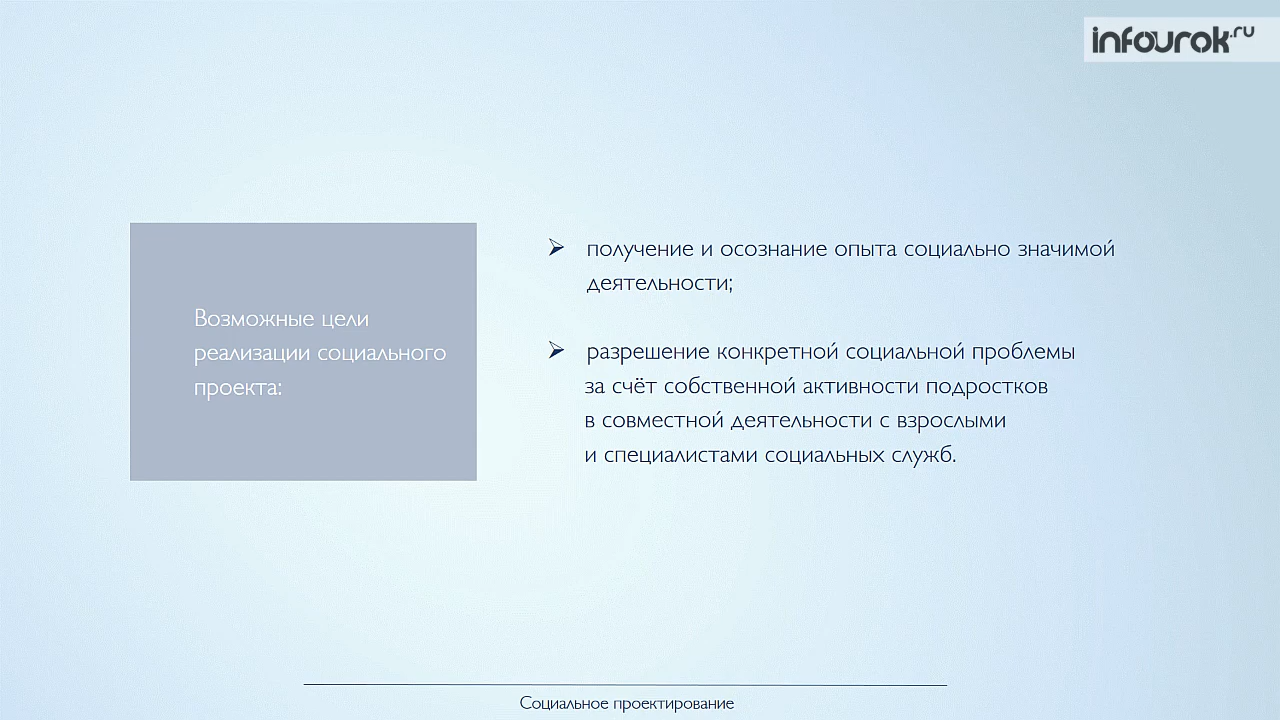 infourok.ru
Возможные цели
реализации социального
проекта:
➢ получение и осознание опыта социально значимой
деятельности;
➢ разрешение конкретной социальной проблемы
за счёт собственной активности подростков
в совместной деятельности с взрослыми
и специалистами социальных служб.
Социальное проектирование